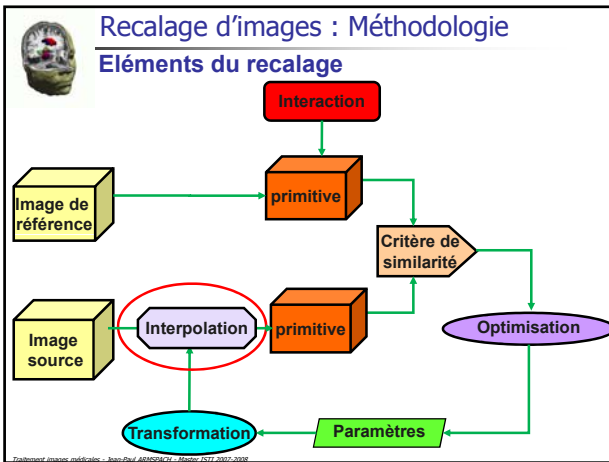 Recalage d'images : Méthodologie
Eléments du recalage
Interaction
Image de
référence
primitive
Critère de
similarité
Image
source
Interpolation
primitive
Optimisation
Transformation
Paramètres
Traitement images médicales - Jean-Paul ARMSPACH - Master ISTI 2007-2008